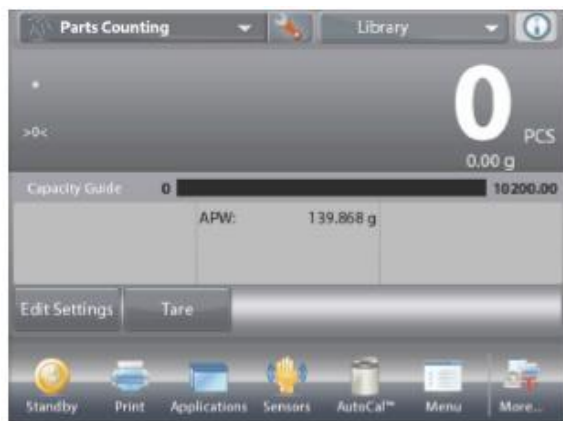 Parts Counting Library
0 PCS
>0<
0.00 g
Capacity Guide 0 10200.00
APW: 139.868 g
Edit Settings Tare
Standby Print Applications Sensors AutoCal™ Menu More...